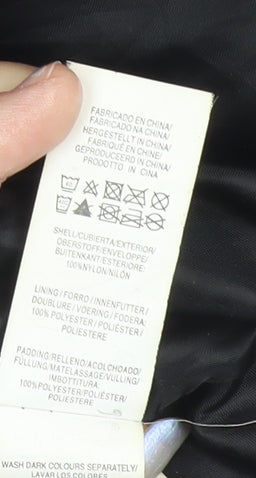 FABRICADO EN CHINA/
FABRICADO NA CHINA/
HERGESTELLT IN CHINA/
FABRIQUÉ EN CHINE/
GEPRODUCEERD IN CHINA/
PRODOTTO IN CINA
SHELL/CUBIERTA/EXTERIOR/
OBERSTOFF/ENVELOPPE/
BUITENKANT/ESTERIORE:
100%NYLON/NILÓN
LINING/FORRO/INNENFUTTER/
DOUBLURE/VOERING/FODERA:
100% POLYESTER/POLIÉSTER/
POLIESTERE
PADDING/RELLENO/ACOLCHOADO/
FÜLLUNG/MATELASSAGE/VULLING/
IMBOTTITURA:
100%POLYESTER/POLIÉSTER/
POLIESTERE
WASH DARK COLOURS SEPARATELY/
LAVAR LOS COLORES